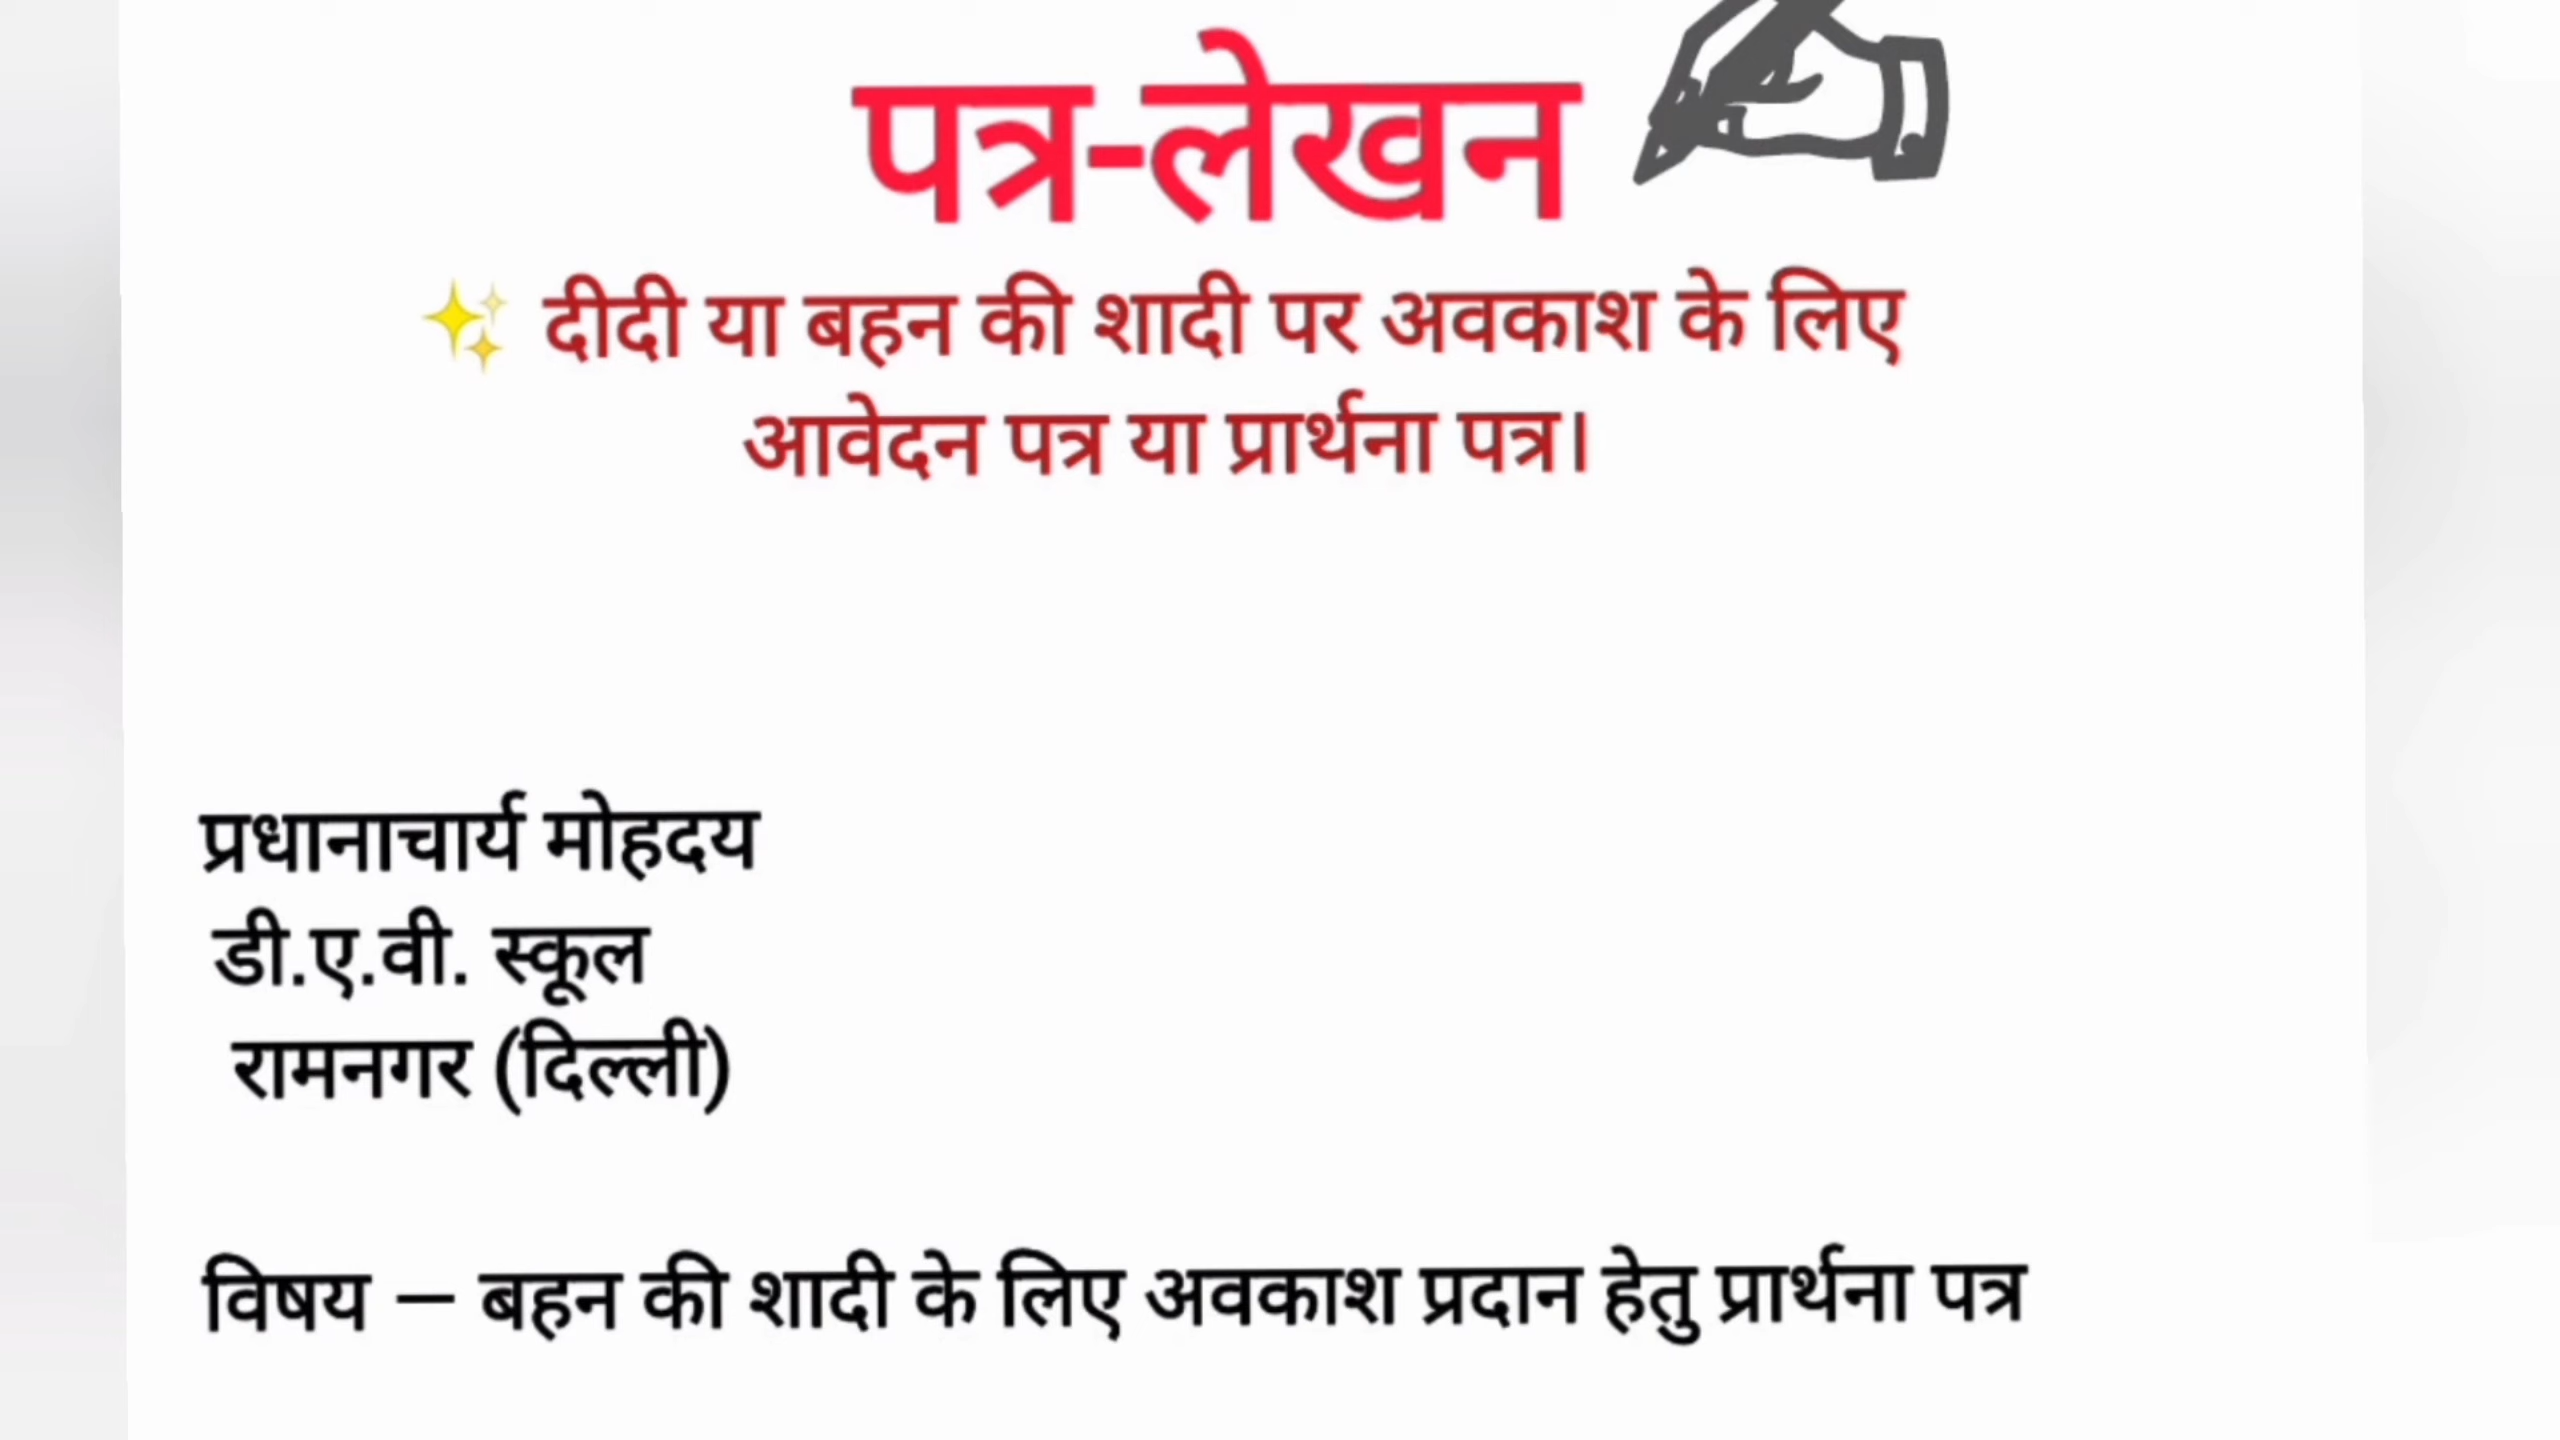 पत्र-लेखन
दीदी या बहन की शादी पर अवकाश के लिए
आवेदन पत्र या प्रार्थना पत्र।
प्रधानाचार्य मोहदय
डी.ए.वी. स्कूल
रामनगर (दिल्ली)
विषय – बहन की शादी के लिए अवकाश प्रदान हेतु प्रार्थना पत्र